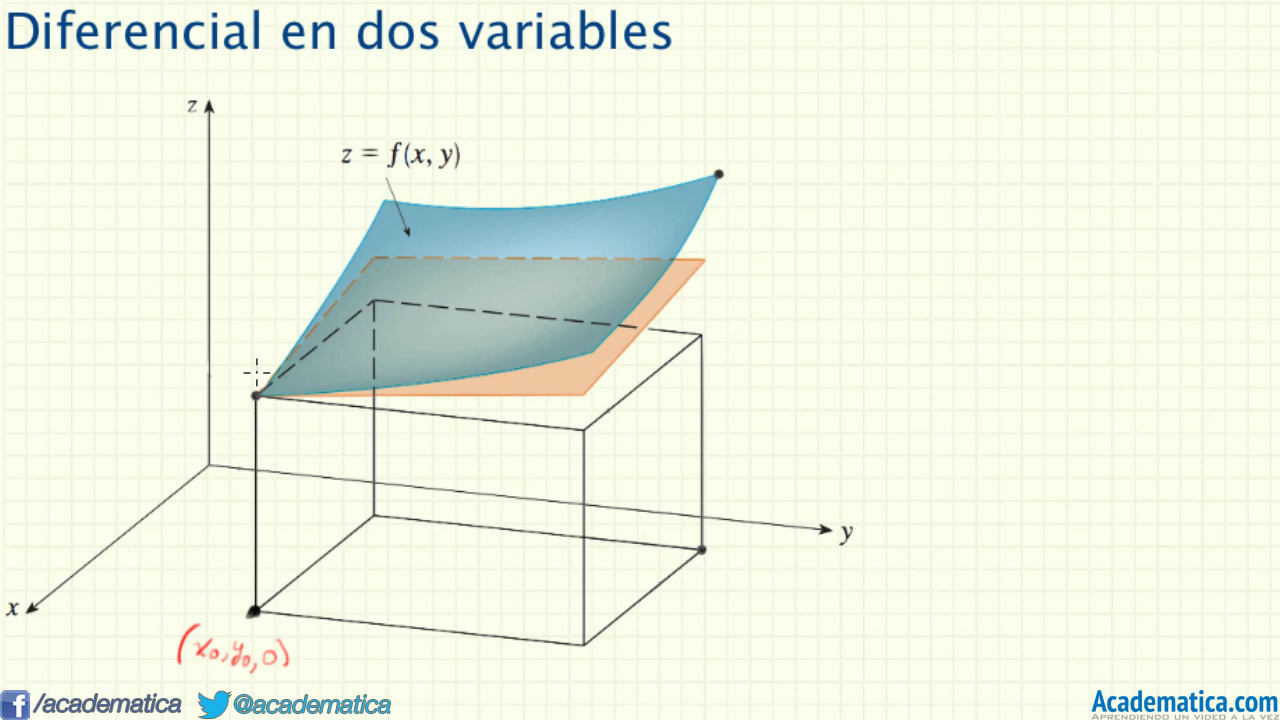 Diferencial en dos variables
z
z = f(x, y)
y
x
(x₀, y₀, 0)
/academatica
@academatica
Academatica.com
APRENDIENDO UN VIDEO A LA VEZ